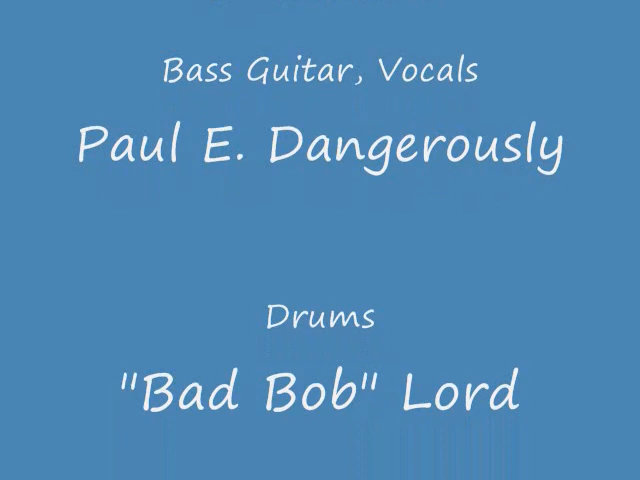 Bass Guitar, Vocals
Paul E. Dangerously
Drums
"Bad Bob" Lord